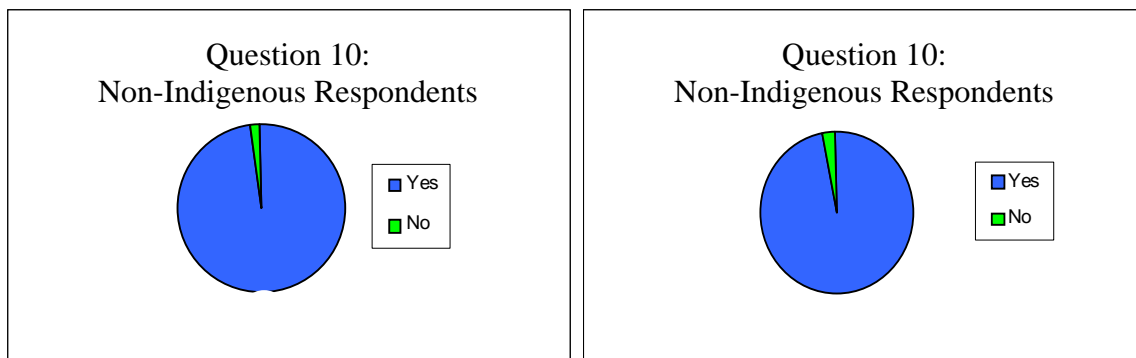 Question 10:
Non-Indigenous Respondents
Yes
No
Question 10:
Non-Indigenous Respondents
Yes
No